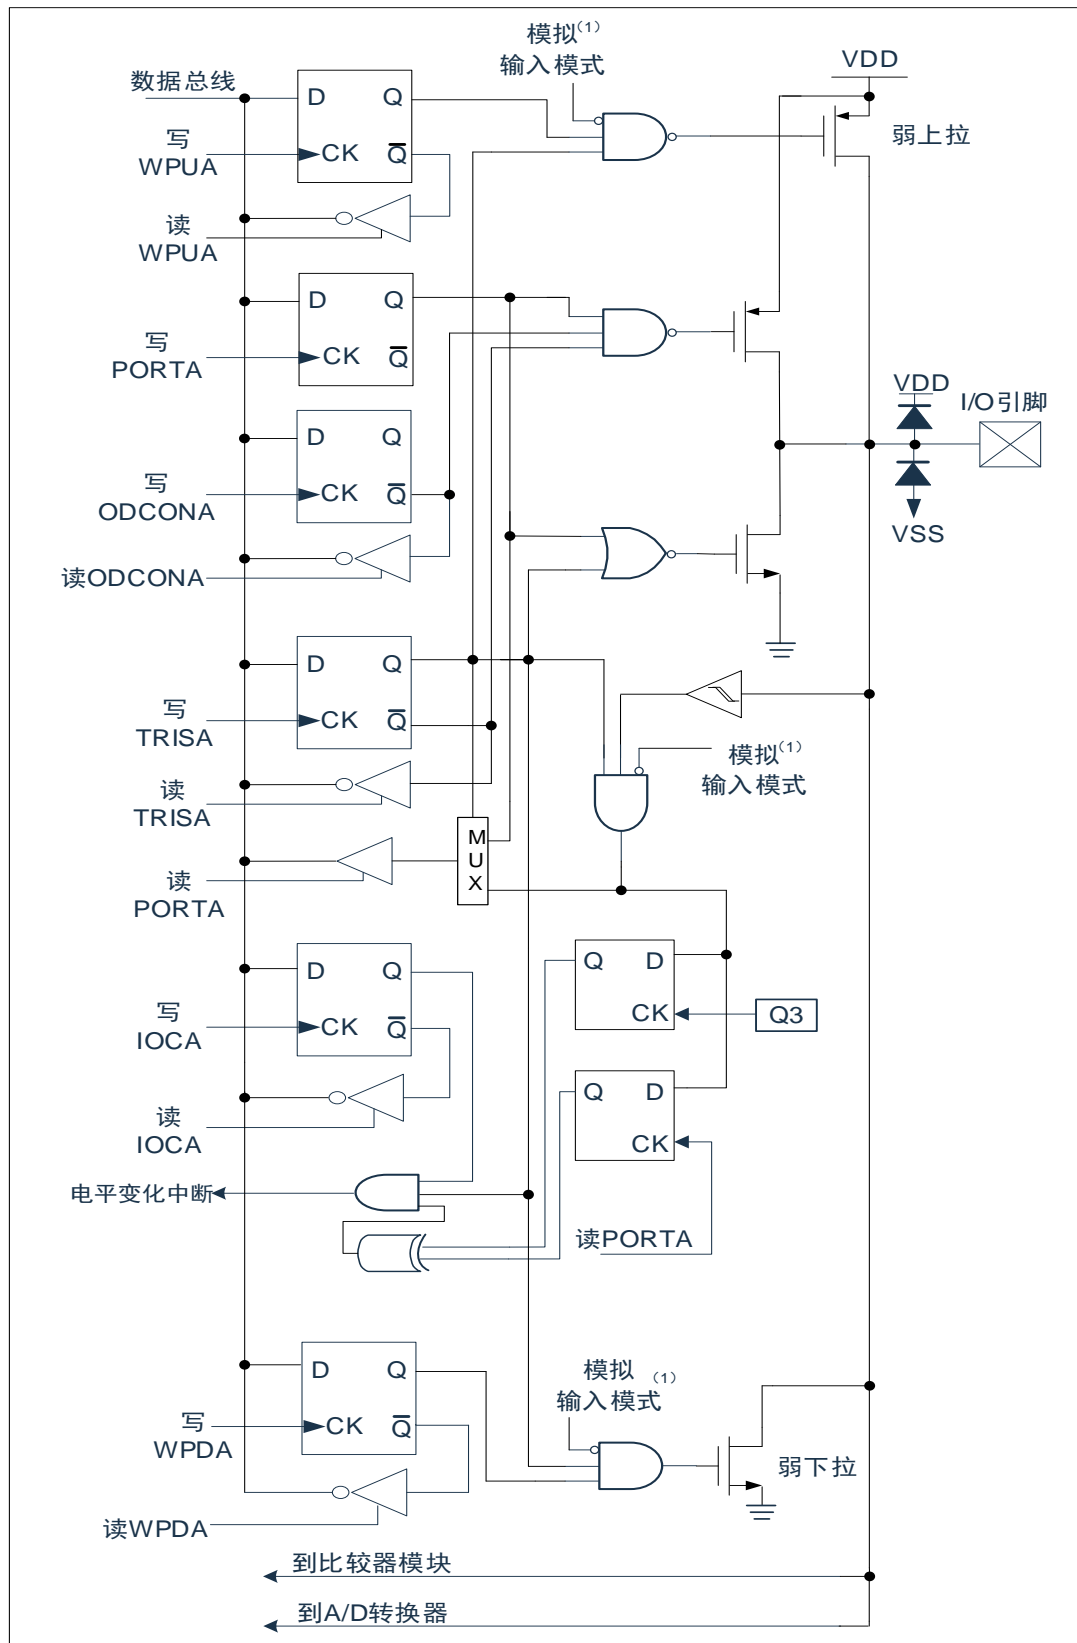 模拟(1)
输入模式
VDD
数据总线
D Q
写
WPUA
CK Q
弱上拉
读
WPUA
D Q
写
PORTA
CK Q
VDD
I/O引脚
D Q
写
ODCONA
CK Q
VSS
读ODCONA
D Q
写
TRISA
CK Q
模拟(1)
输入模式
读
TRISA
M
U
X
读
PORTA
D Q
Q D
写
IOCA
CK Q
CK
Q3
Q D
读
IOCA
CK
电平变化中断
读PORTA
D Q
模拟
输入模式(1)
写
WPDA
CK Q
弱下拉
读WPDA
到比较器模块
到A/D转换器